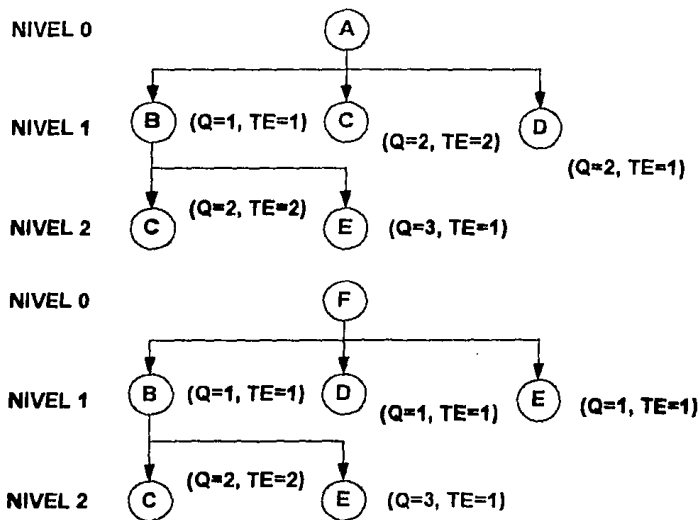 NIVEL 0
A
NIVEL 1
B
(Q=1, TE=1)
C
(Q=2, TE=2)
D
(Q=2, TE=1)
NIVEL 2
C
(Q=2, TE=2)
E
(Q=3, TE=1)
NIVEL 0
F
NIVEL 1
B
(Q=1, TE=1)
D
(Q=1, TE=1)
E
(Q=1, TE=1)
NIVEL 2
C
(Q=2, TE=2)
E
(Q=3, TE=1)